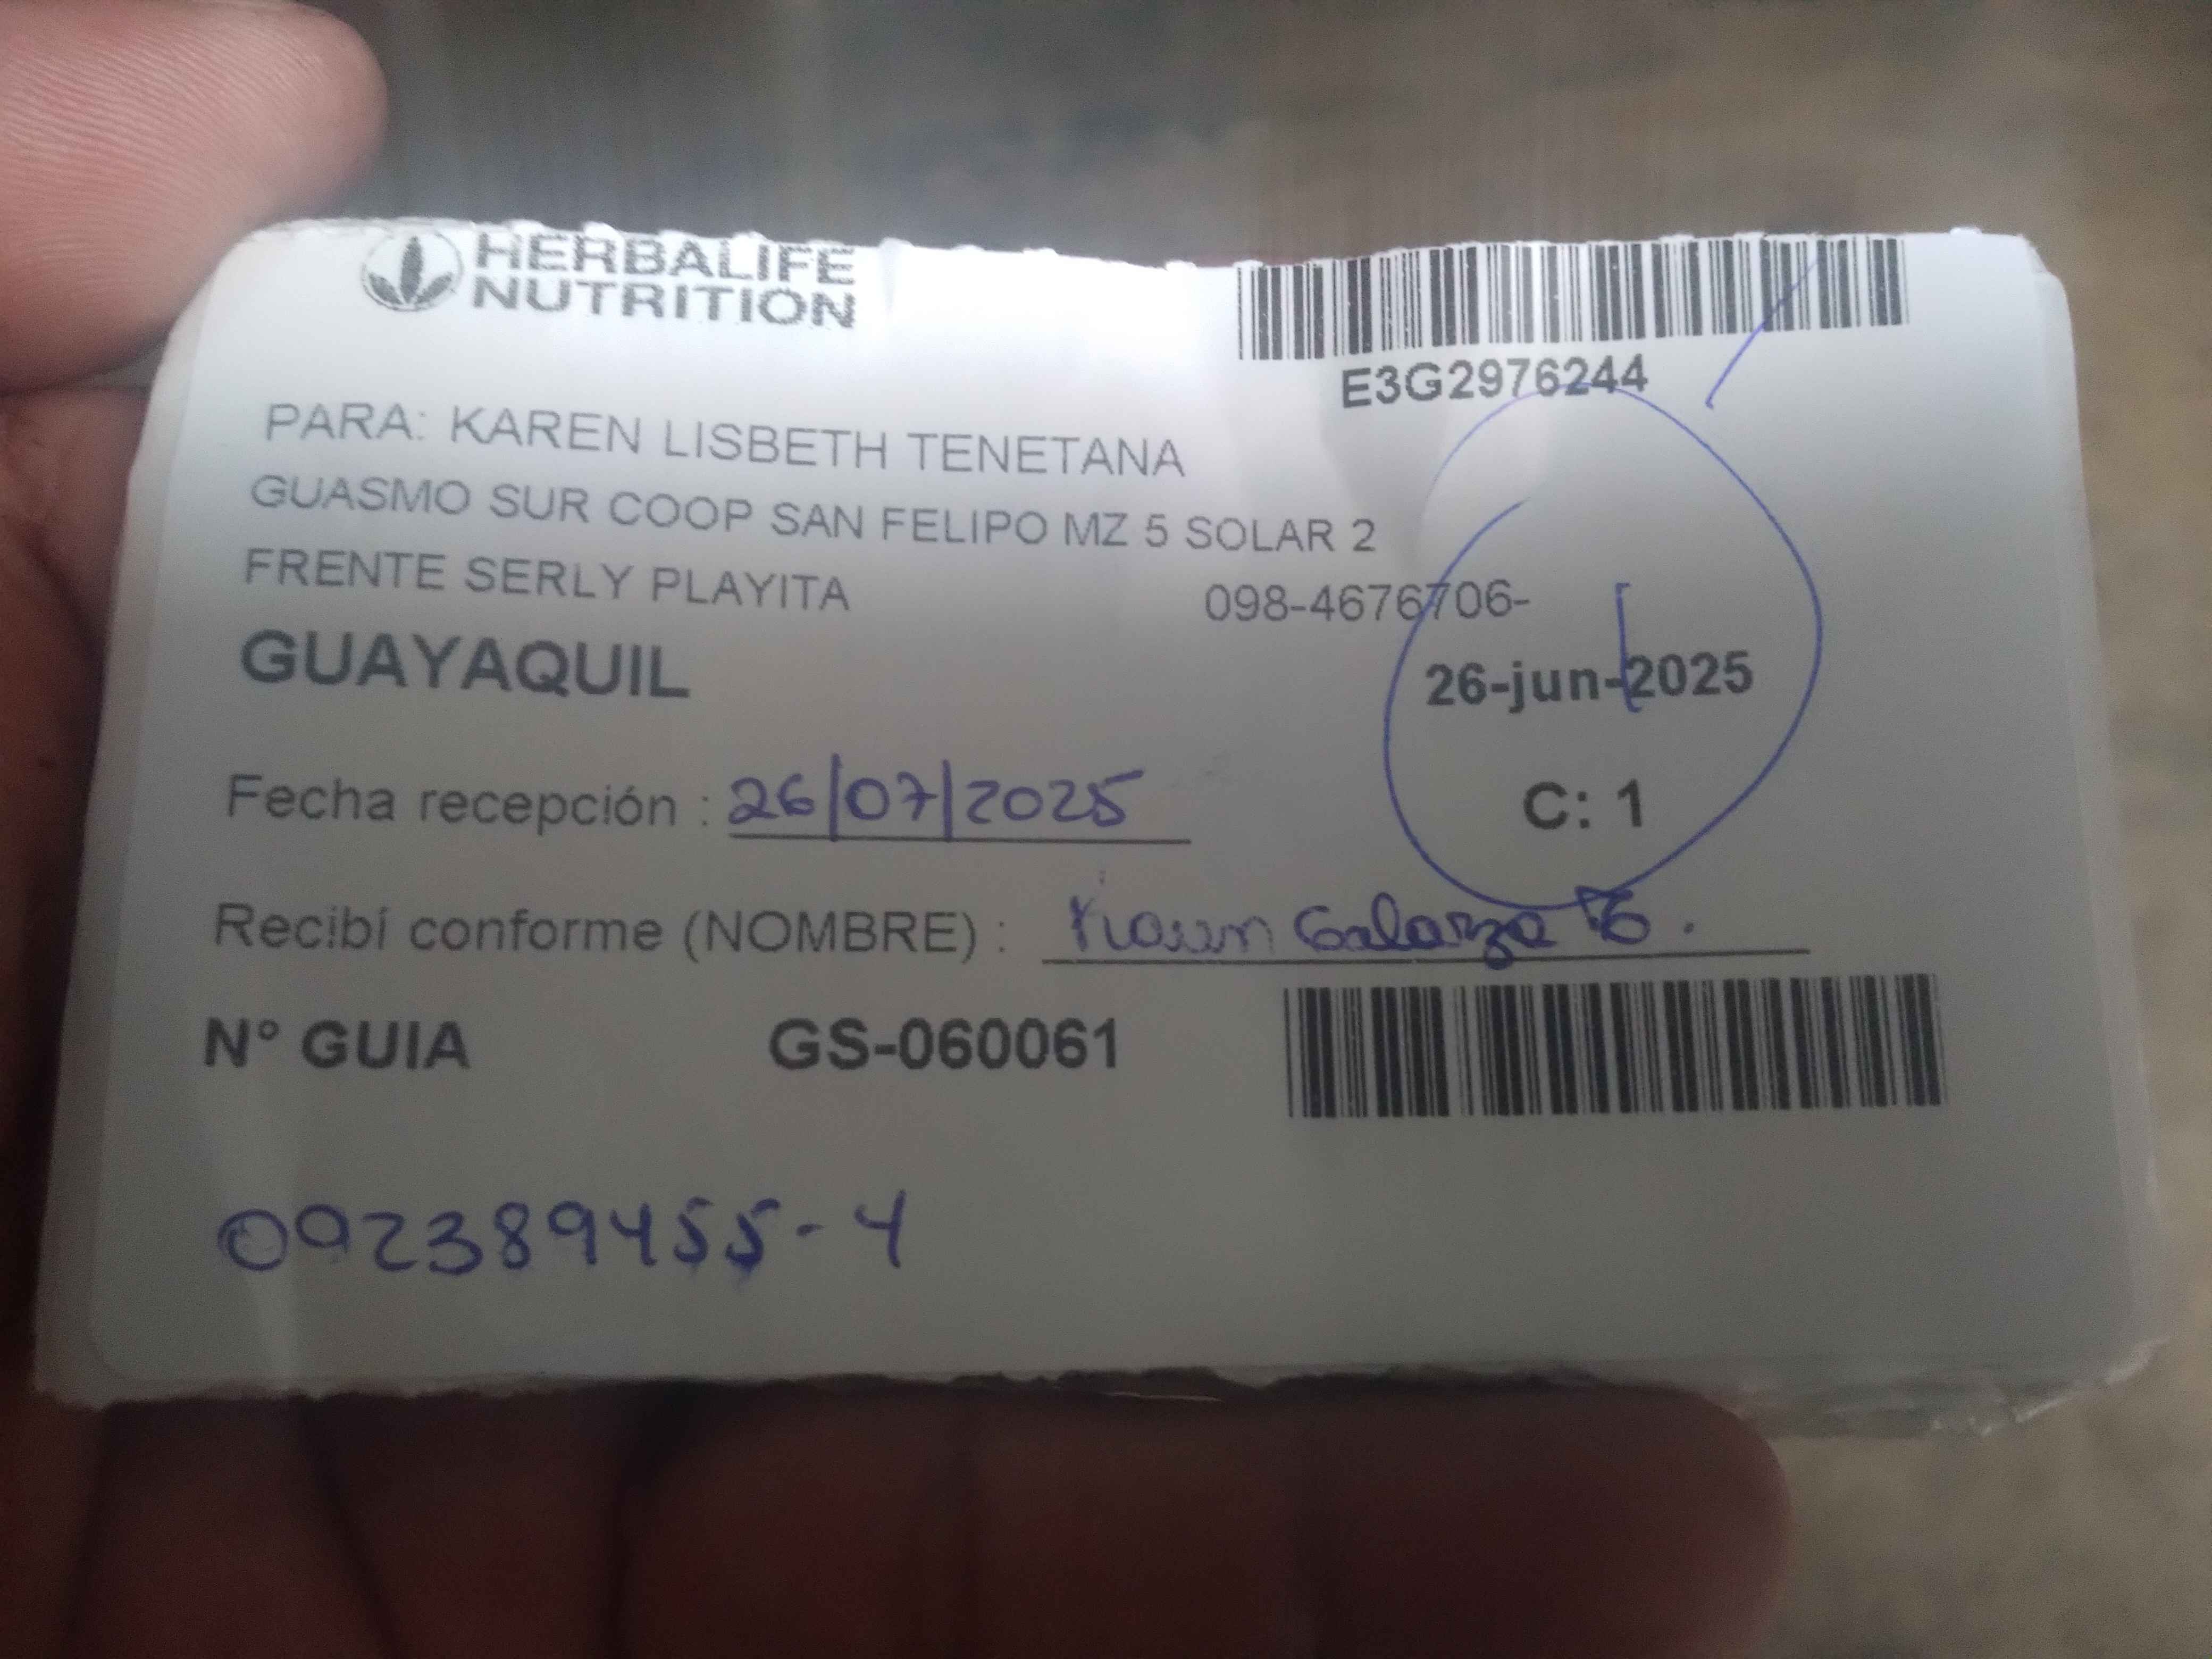 HERBALIFE
NUTRITION
E3G2976244
PARA: KAREN LISBETH TENETANA
GUASMO SUR COOP SAN FELIPO MZ 5 SOLAR 2
FRENTE SERLY PLAYITA 098-4676706-
GUAYAQUIL 26-jun-2025
C: 1
Fecha recepción : 26/07/2025
Recibí conforme (NOMBRE) : Galarza
N° GUIA GS-060061
092389455-4